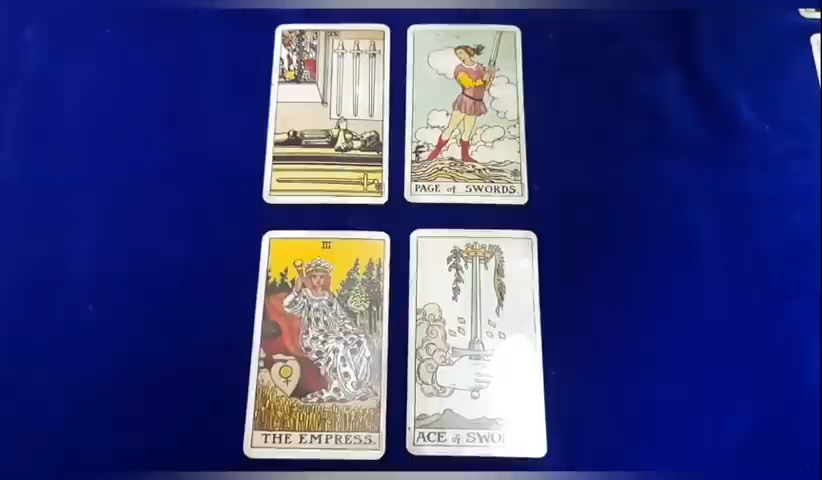 PAGE of SWORDS.
III
THE EMPRESS.
ACE of SWO